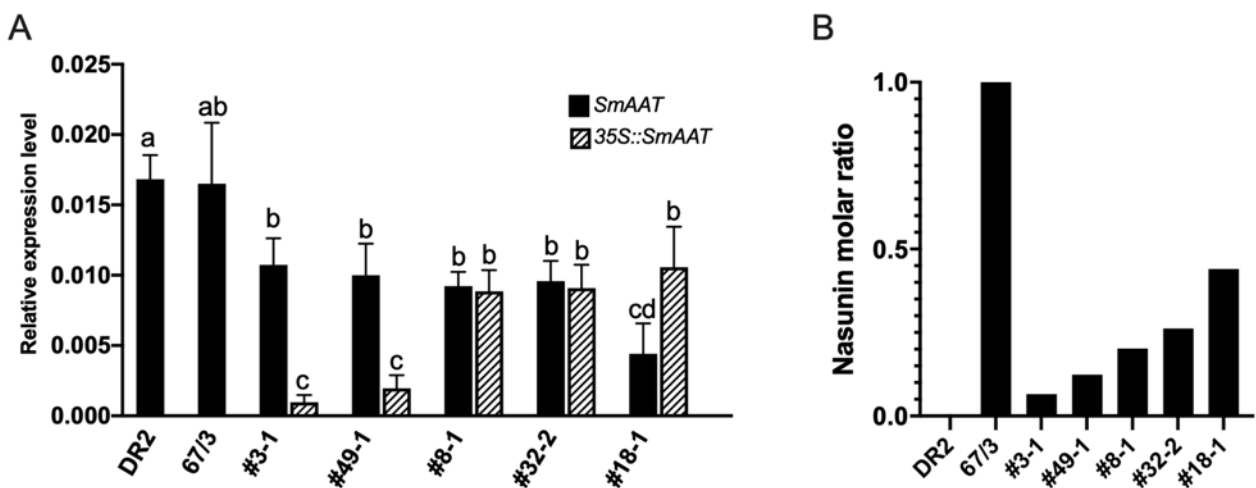 A
Relative expression level
0.025
0.020
0.015
0.010
0.005
0.000
a
ab
b
c
b
c
b
b
b
b
cd
b
SmAAT
35S::SmAAT
DR2
67/3
#3-1
#49-1
#8-1
#32-2
#18-1
B
Nasunin molar ratio
1.0
0.5
0.0
DR2
67/3
#3-1
#49-1
#8-1
#32-2
#18-1